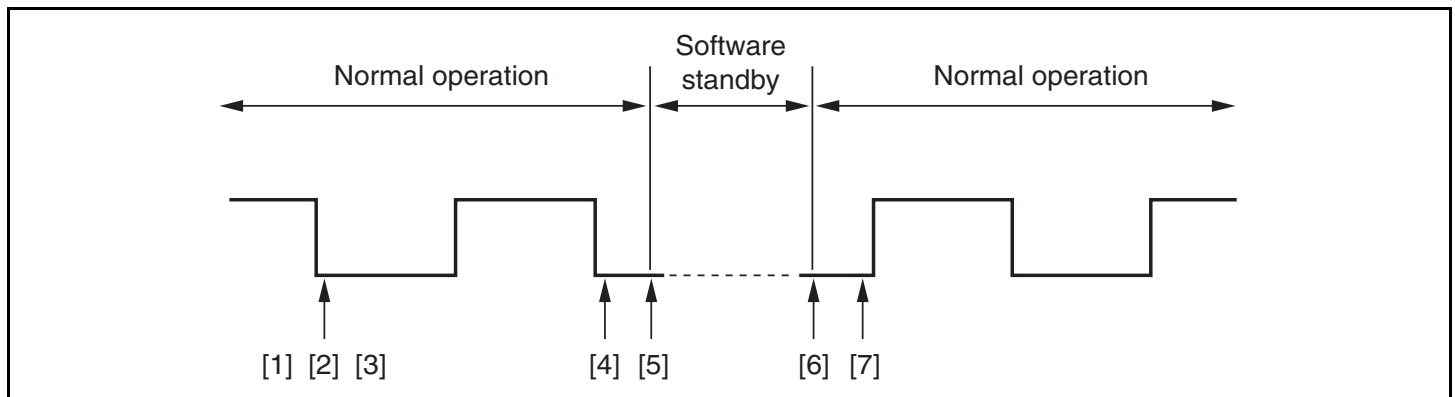 Software
standby
Normal operation
Normal operation
[1] [2] [3]
[4] [5]
[6] [7]